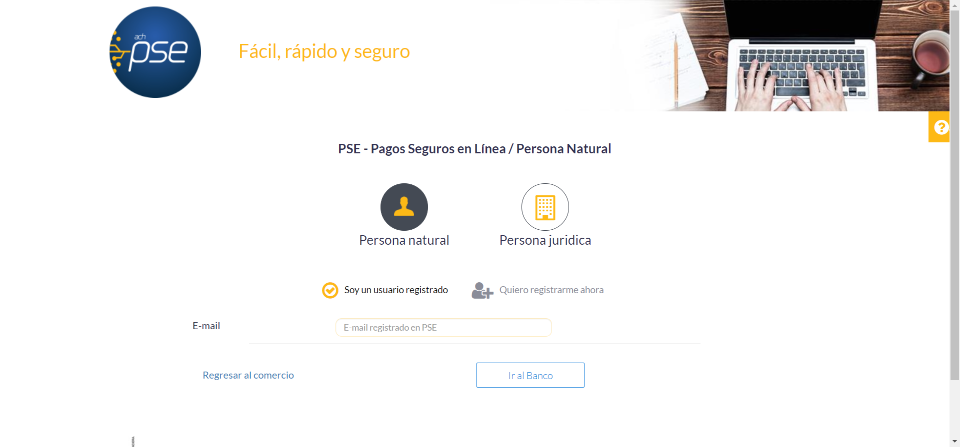 ach
pse
Fácil, rápido y seguro
PSE - Pagos Seguros en Línea / Persona Natural
Persona natural
Persona juridica
Soy un usuario registrado
Quiero registrarme ahora
E-mail
E-mail registrado en PSE
Regresar al comercio
Ir al Banco